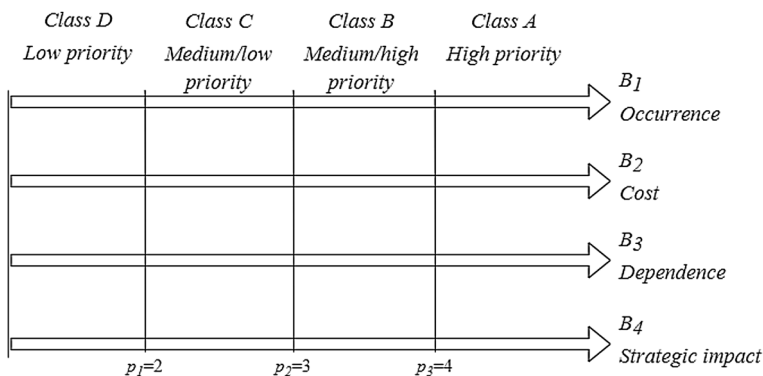 Class D
Class C
Class B
Class A
Low priority
Medium/low
priority
Medium/high
priority
High priority
B1
Occurrence
B2
Cost
B3
Dependence
B4
Strategic impact
p1=2
p2=3
p3=4